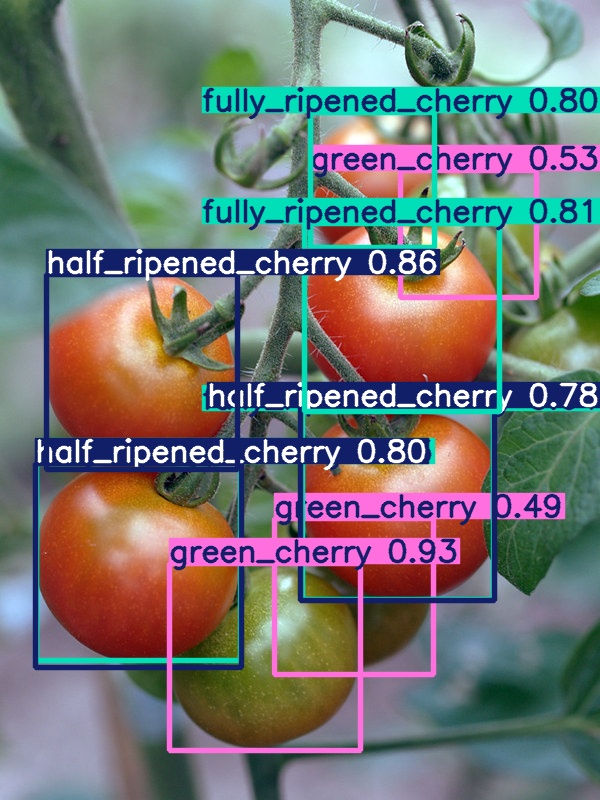 fully_ripened_cherry 0.80
green_cherry 0.53
fully_ripened_cherry 0.81
half_ripened_cherry 0.86
half_ripened_cherry 0.78
half_ripened_cherry 0.80
green_cherry 0.49
green_cherry 0.93